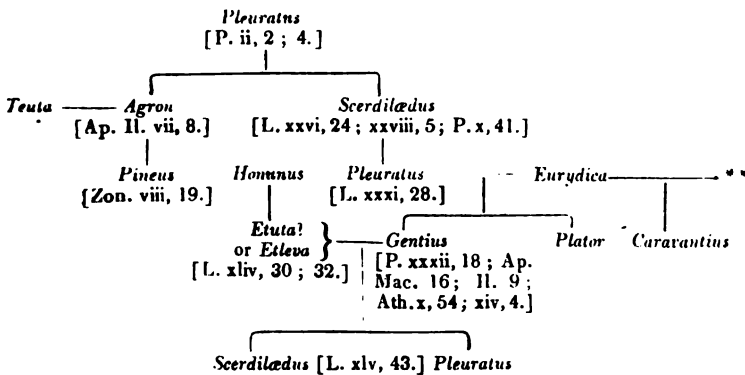 Pleuratus
[P. ii, 2 ; 4.]
Teuta Agron Scerdilædus
[Ap. Il. vii, 8.] [L. xxvi, 24 ; xxviii, 5 ; P. x, 41.]
Pineus Honunus Pleuratus Eurydica * *
[Zon. viii, 19.] [L. xxxi, 28.]
Etuta?
or Etleva } Gentius Plator Caravantius
[L. xliv, 30 ; 32.] [P. xxxii, 18 ; Ap.
Mac. 16 ; Il. 9 ;
Ath. x, 54 ; xiv, 4.]
Scerdilædus [L. xlv, 43.] Pleuratus